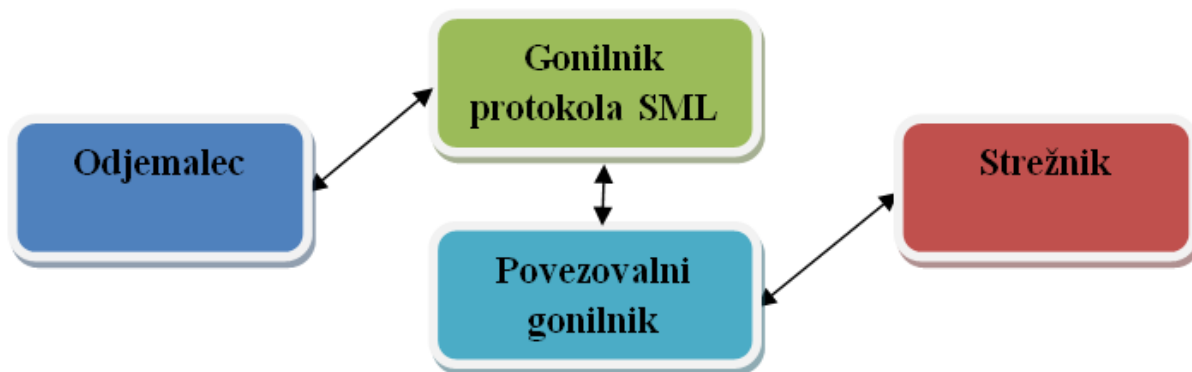 Odjemalec
Gonilnik
protokola SML
Povezovalni
gonilnik
Strežnik